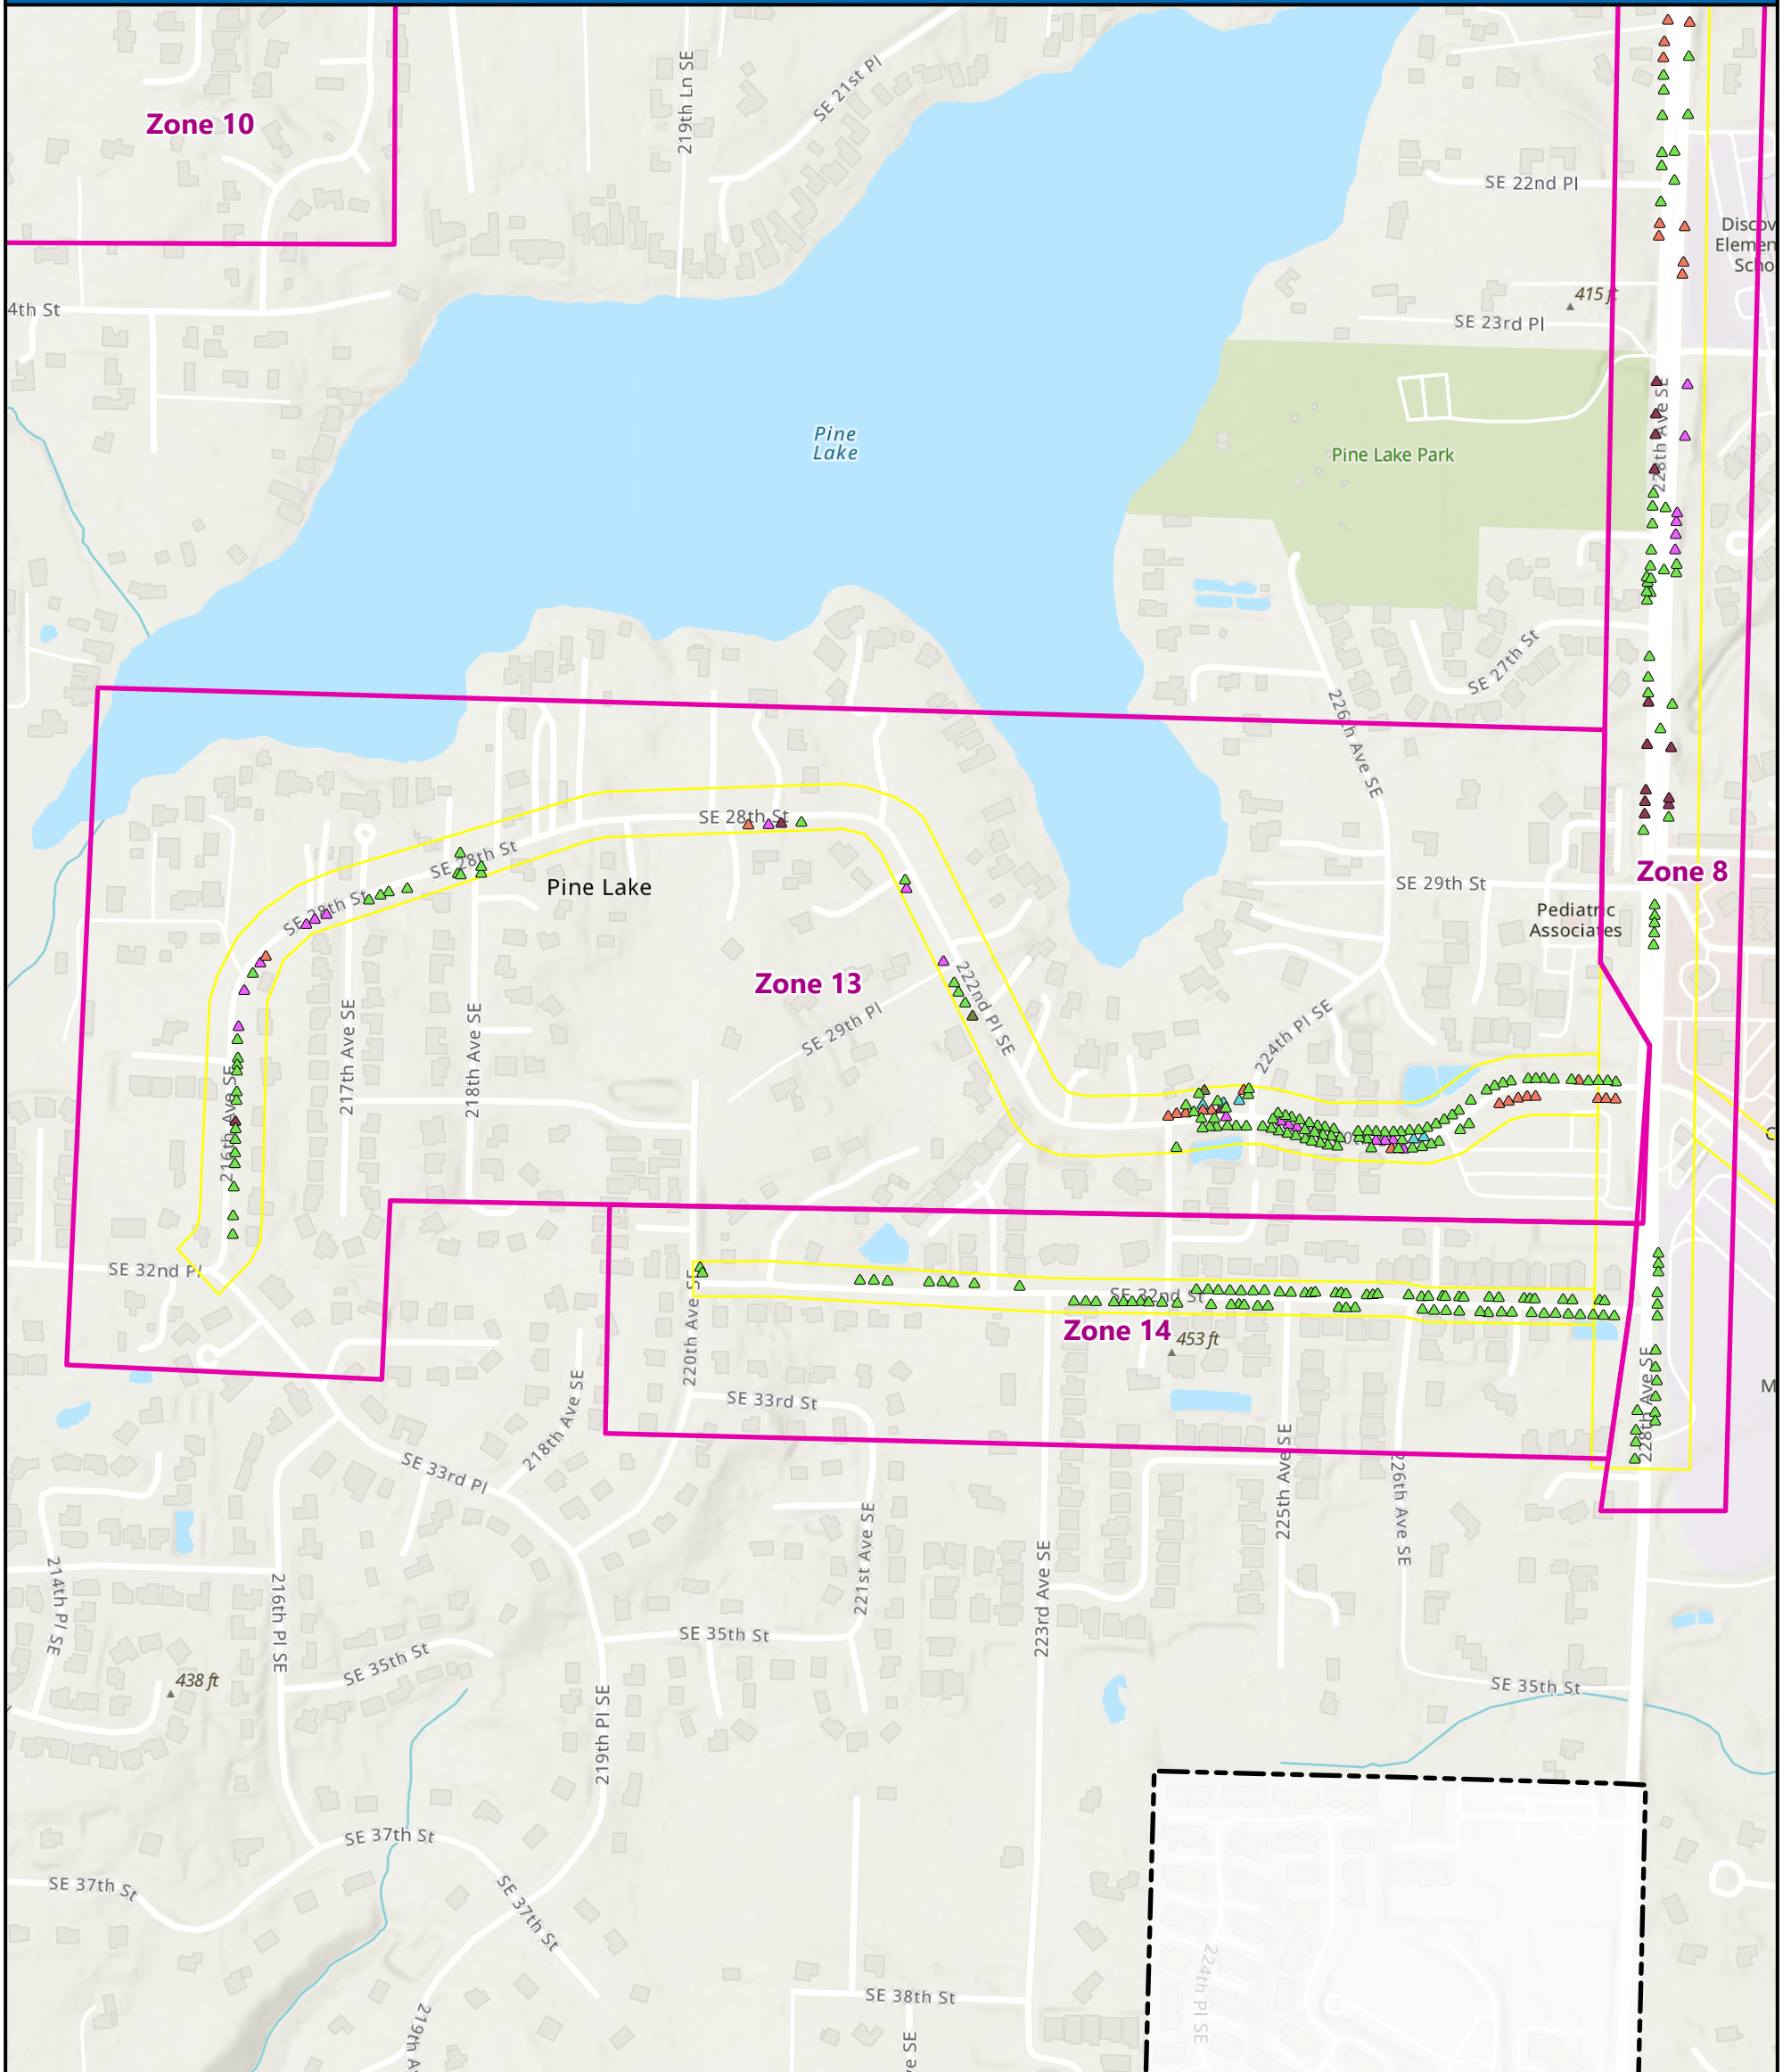 219th Ln SE
SE 21st Pl
Zone 10
SE 22nd Pl
Discov
Elemen
Scho
415 ft
4th St
SE 23rd Pl
228th Ave SE
Pine
Lake
Pine Lake Park
SE 27th St
226th Ave SE
SE 28th St
SE 28th St
Zone 8
Pine Lake
SE 29th St
SE 28th St
Pediatric
Associates
Zone 13
222nd Pl SE
SE 29th Pl
224th Pl SE
217th Ave SE
218th Ave SE
216th Ave SE
SE 32nd Pl
220th Ave SE
SE 32nd St
Zone 14
453 ft
228th Ave SE
M
SE 33rd St
218th Ave SE
SE 33rd Pl
225th Ave SE
226th Ave SE
221st Ave SE
223rd Ave SE
214th Pl SE
216th Pl SE
SE 35th St
SE 35th St
438 ft
SE 35th St
219th Pl SE
SE 37th St
SE 37th St
SE 37th St
224th Pl SE
SE 38th St
219th A
e SE